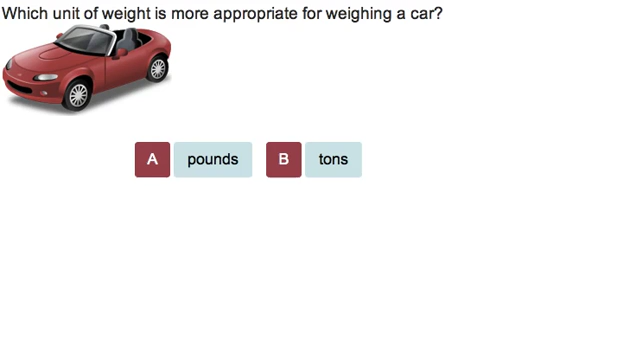 Which unit of weight is more appropriate for weighing a car?
A pounds B tons